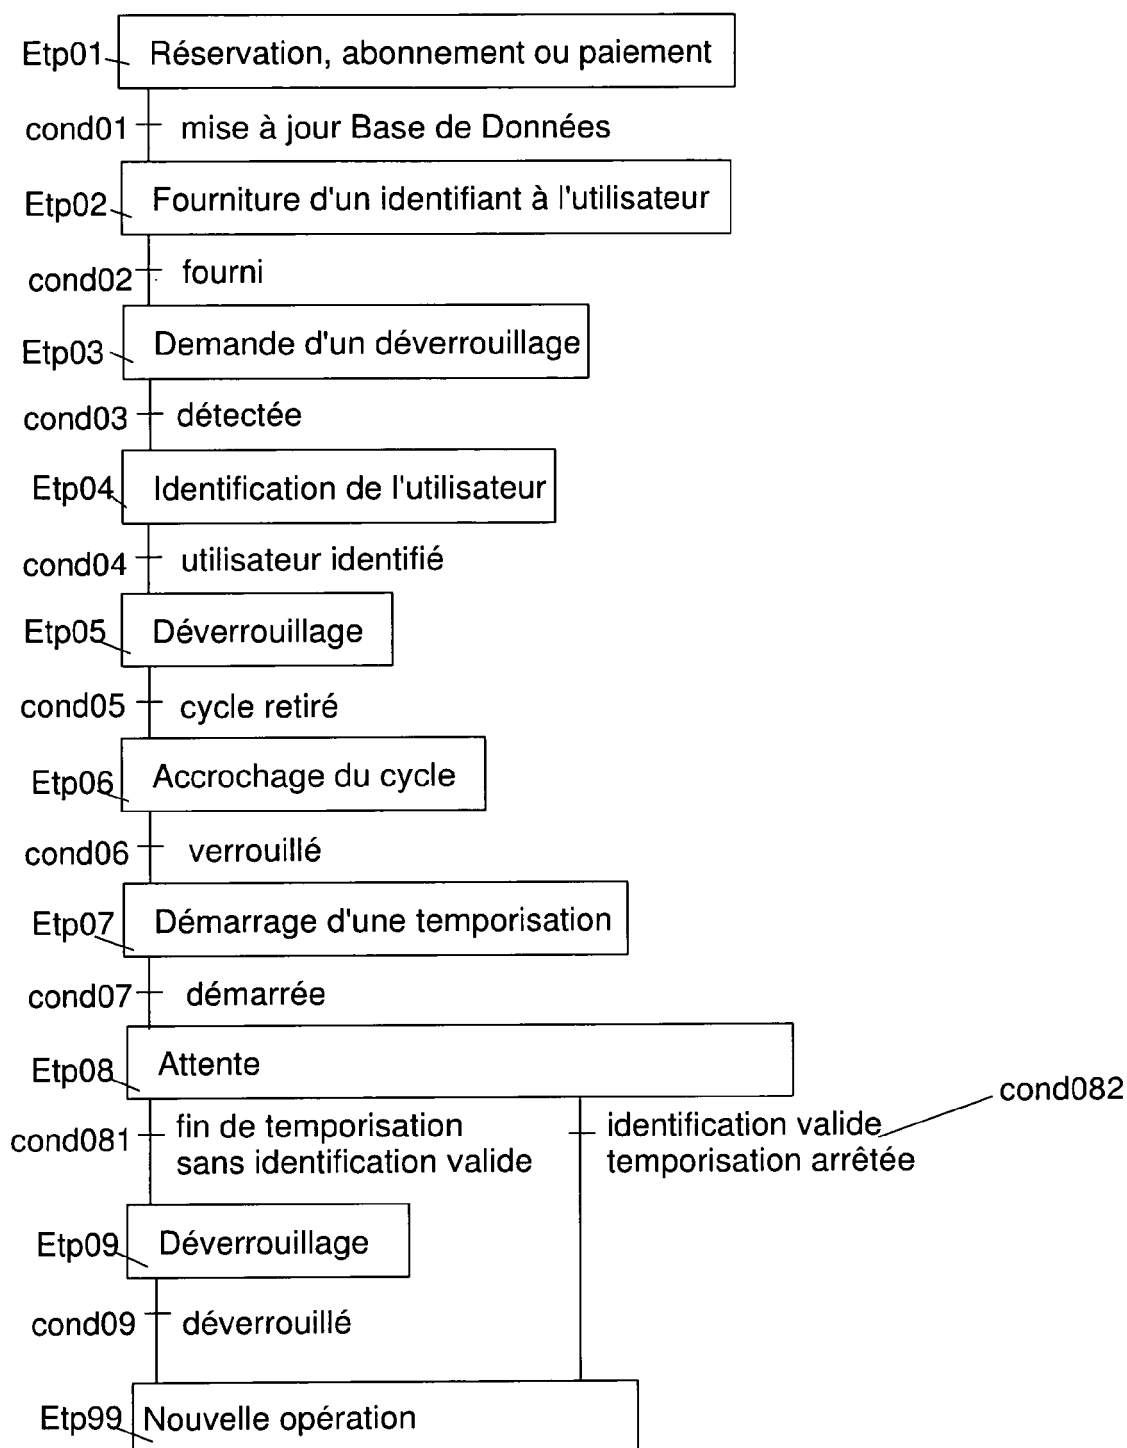 Etp01 Réservation, abonnement ou paiement
cond01 mise à jour Base de Données
Etp02 Fourniture d'un identifiant à l'utilisateur
cond02 fourni
Etp03 Demande d'un déverrouillage
cond03 détectée
Etp04 Identification de l'utilisateur
cond04 utilisateur identifié
Etp05 Déverrouillage
cond05 cycle retiré
Etp06 Accrochage du cycle
cond06 verrouillé
Etp07 Démarrage d'une temporisation
cond07 démarrée
Etp08 Attente
cond082
cond081 fin de temporisation
sans identification valide
identification valide
temporisation arrêtée
Etp09 Déverrouillage
cond09 déverrouillé
Etp99 Nouvelle opération